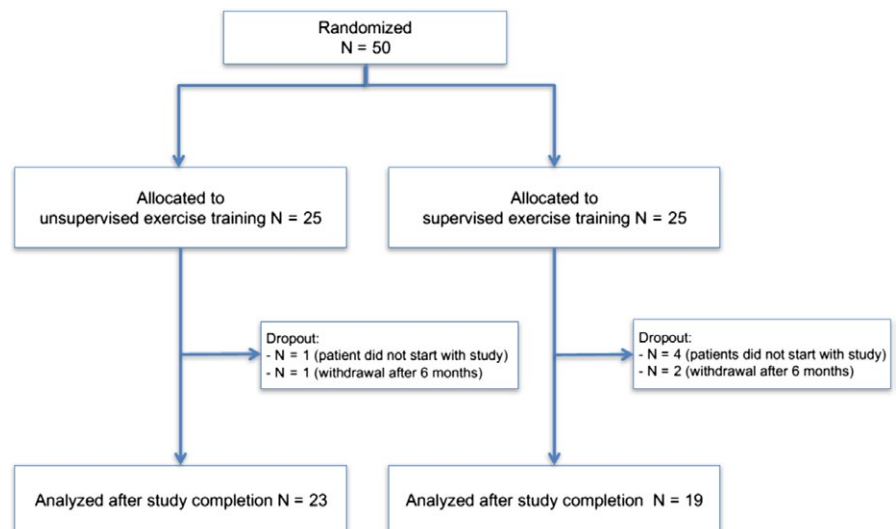 Randomized
N = 50
Allocated to
unsupervised exercise training N = 25
Allocated to
supervised exercise training N = 25
Dropout:
- N = 1 (patient did not start with study)
- N = 1 (withdrawal after 6 months)
Dropout:
- N = 4 (patients did not start with study)
- N = 2 (withdrawal after 6 months)
Analyzed after study completion N = 23
Analyzed after study completion N = 19